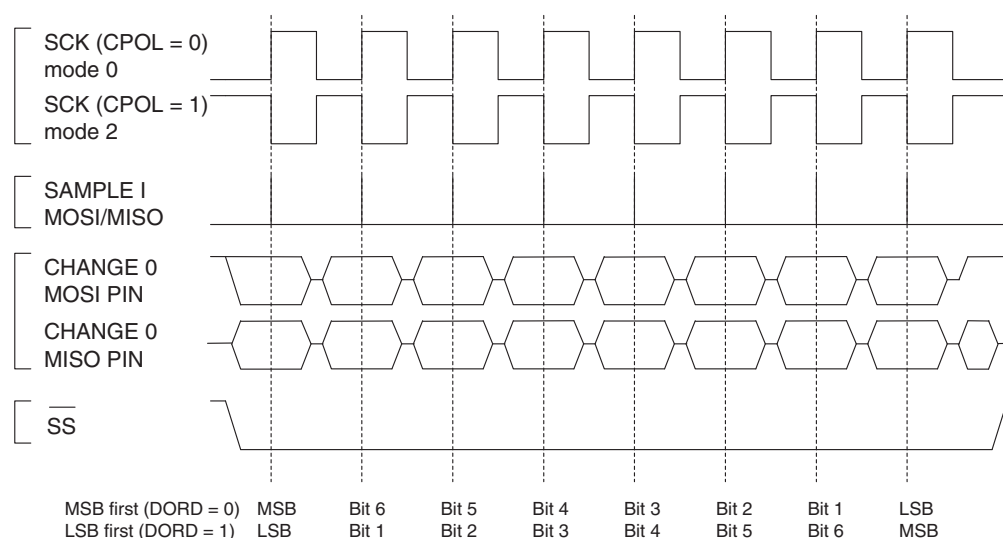 SCK (CPOL = 0)
mode 0
SCK (CPOL = 1)
mode 2
SAMPLE I
MOSI/MISO
CHANGE 0
MOSI PIN
CHANGE 0
MISO PIN
SS
MSB first (DORD = 0) MSB Bit 6 Bit 5 Bit 4 Bit 3 Bit 2 Bit 1 LSB
LSB first (DORD = 1) LSB Bit 1 Bit 2 Bit 3 Bit 4 Bit 5 Bit 6 MSB